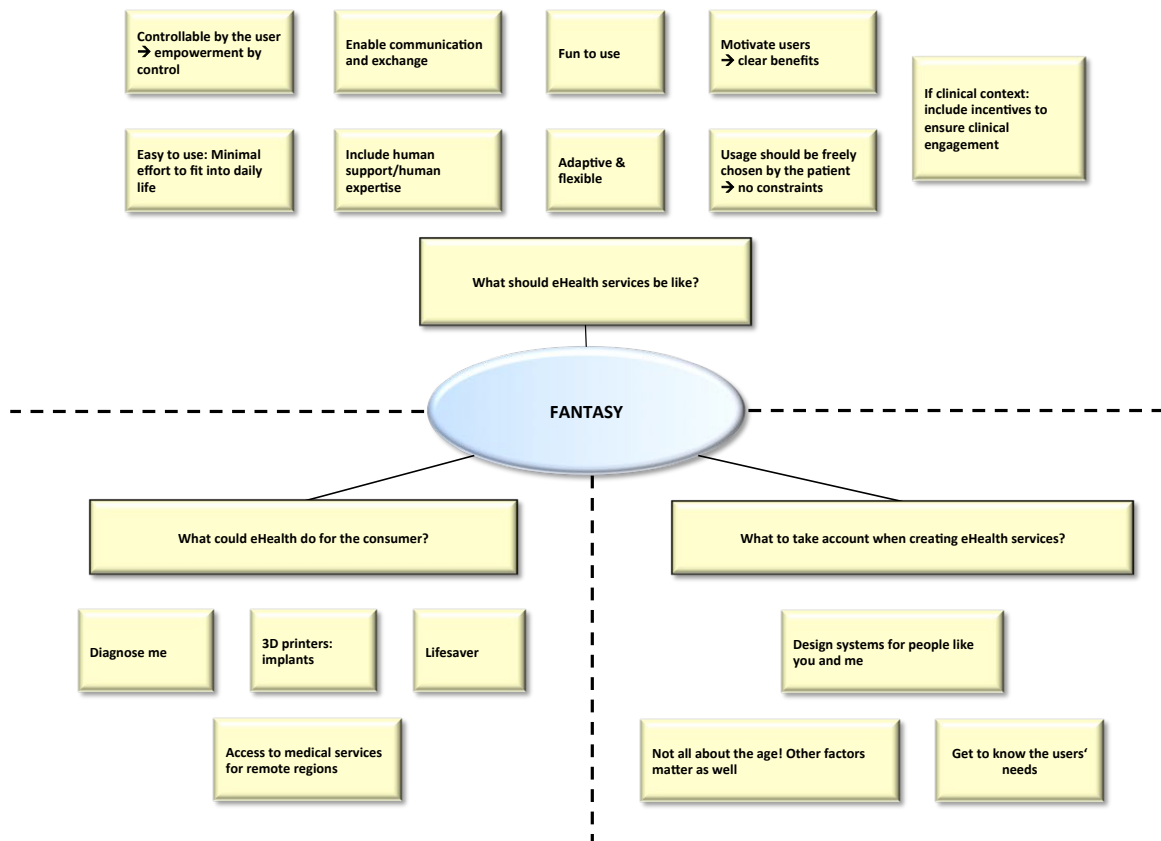 Controllable by the user
➔ empowerment by
control
Enable communication
and exchange
Fun to use
Motivate users
➔ clear benefits
If clinical context:
include incentives to
ensure clinical
engagement
Easy to use: Minimal
effort to fit into daily
life
Include human
support/human
expertise
Adaptive &
flexible
Usage should be freely
chosen by the patient
➔ no constraints
What should eHealth services be like?
FANTASY
What could eHealth do for the consumer?
Diagnose me
3D printers:
implants
Lifesaver
Access to medical services
for remote regions
What to take account when creating eHealth services?
Design systems for people like
you and me
Not all about the age! Other factors
matter as well
Get to know the users‘
needs